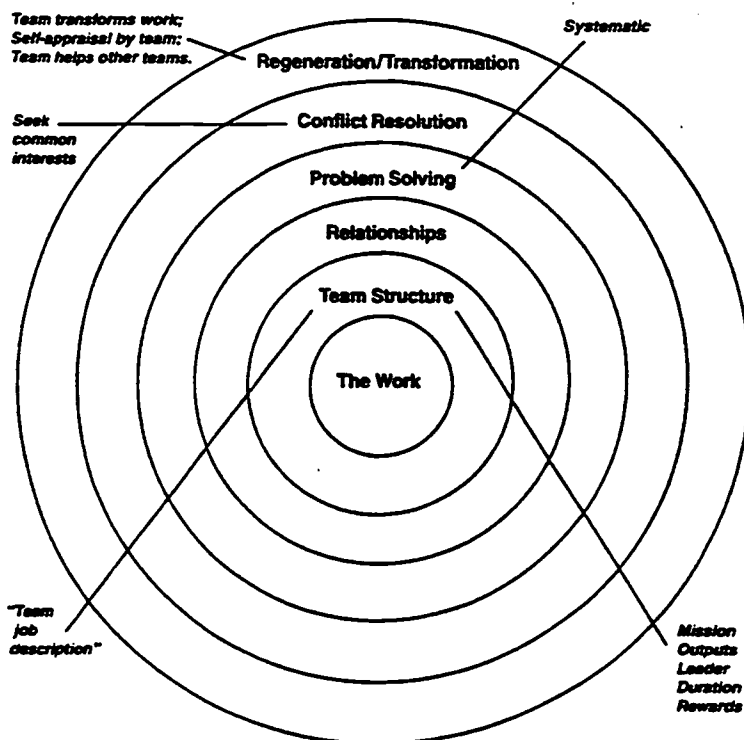 Team transforms work;
Self-appraisal by team;
Team helps other teams.
Systematic
Regeneration/Transformation
Seek
common
interests
Conflict Resolution
Problem Solving
Relationships
Team Structure
The Work
"Team
job
description"
Mission
Outputs
Leader
Duration
Rewards